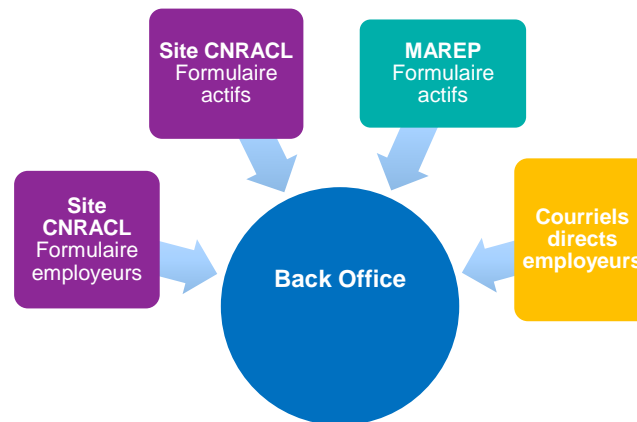 Site CNRACL
Formulaire
actifs
MAREP
Formulaire
actifs
Site
CNRACL
Formulaire
employeurs
Courriels
directs
employeurs
Back Office